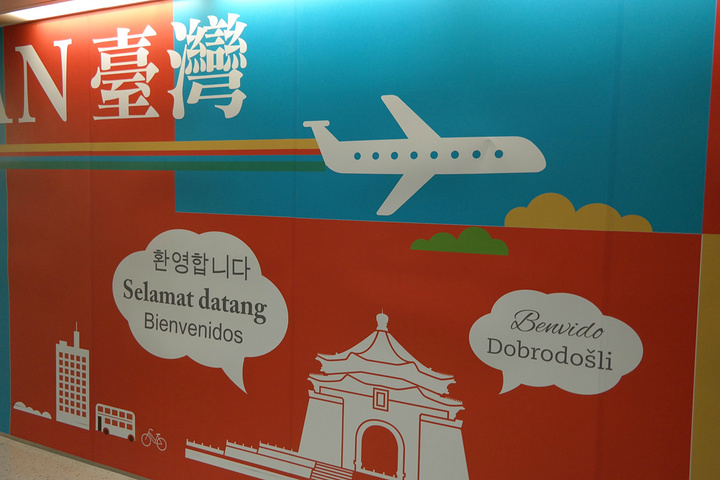 AN 臺灣
환영합니다
Selamat datang
Bienvenidos
Benvido
Dobrodošli